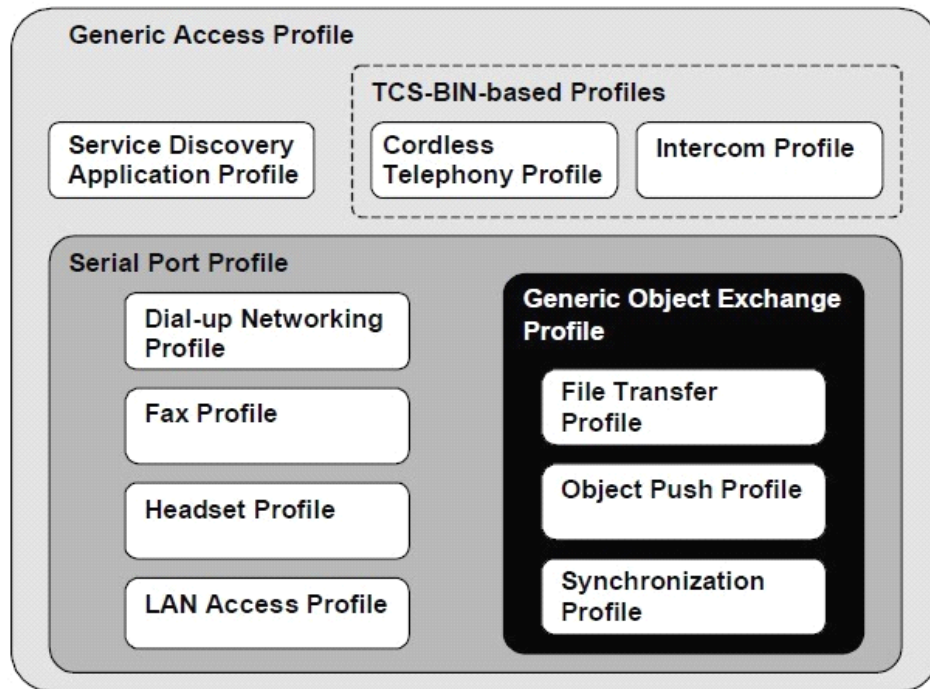 Generic Access Profile
TCS-BIN-based Profiles
Service Discovery
Application Profile
Cordless
Telephony Profile
Intercom Profile
Serial Port Profile
Dial-up Networking
Profile
Fax Profile
Headset Profile
LAN Access Profile
Generic Object Exchange
Profile
File Transfer
Profile
Object Push Profile
Synchronization
Profile